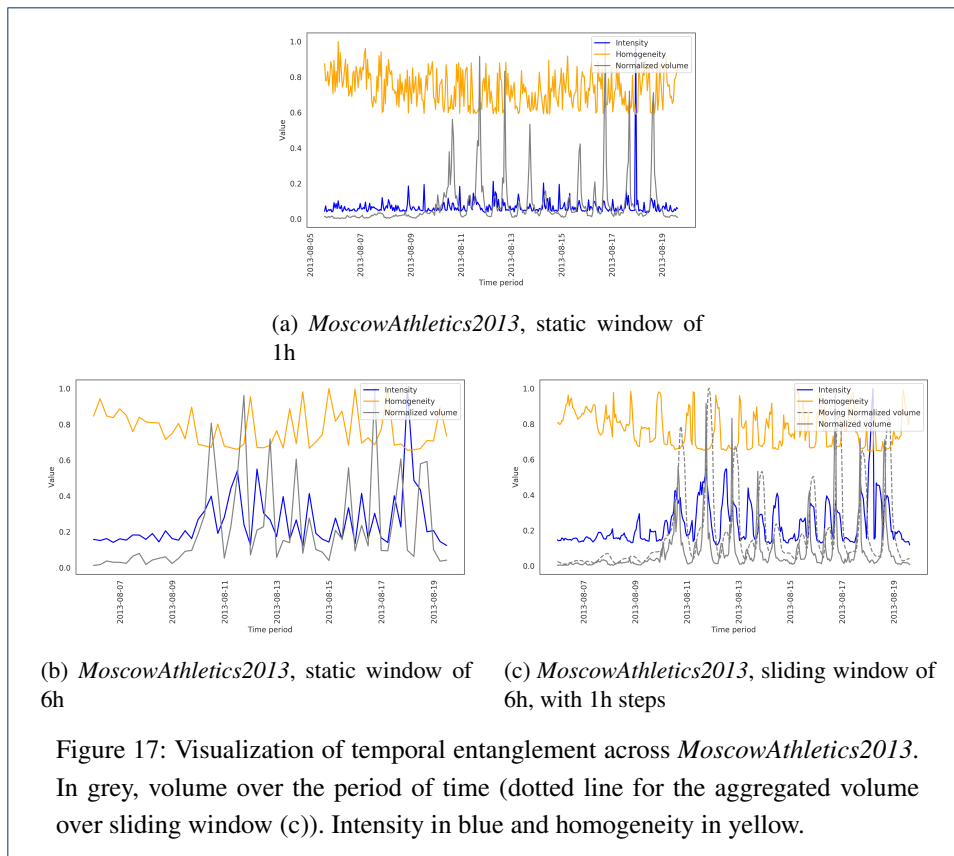 Intensity
Homogeneity
Normalized volume
1.0
0.8
0.6
0.4
0.2
0.0
Value
2013-08-05
2013-08-07
2013-08-09
2013-08-11
2013-08-13
2013-08-15
2013-08-17
2013-08-19
Time period
(a) MoscowAthletics2013, static window of
1h
Intensity
Homogeneity
Normalized volume
1.0
0.8
0.6
0.4
0.2
0.0
Value
2013-08-07
2013-08-09
2013-08-11
2013-08-13
2013-08-15
2013-08-17
2013-08-19
Time period
(b) MoscowAthletics2013, static window of
6h
Intensity
Homogeneity
Moving Normalized volume
Normalized volume
1.0
0.8
0.6
0.4
0.2
0.0
Value
2013-08-07
2013-08-09
2013-08-11
2013-08-13
2013-08-15
2013-08-17
2013-08-19
Time period
(c) MoscowAthletics2013, sliding window of
6h, with 1h steps
Figure 17: Visualization of temporal entanglement across MoscowAthletics2013.
In grey, volume over the period of time (dotted line for the aggregated volume
over sliding window (c)). Intensity in blue and homogeneity in yellow.